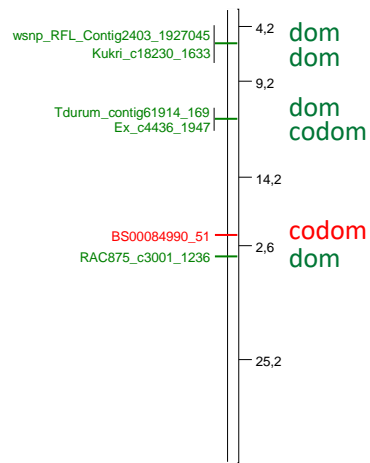 4,2
dom
wsnp_RFL_Contig2403_1927045
Kukri_c18230_1633
dom
9,2
Tdurum_contig61914_169
dom
Ex_c4436_1947
codom
14,2
BS00084990_51
codom
2,6
RAC875_c3001_1236
dom
25,2